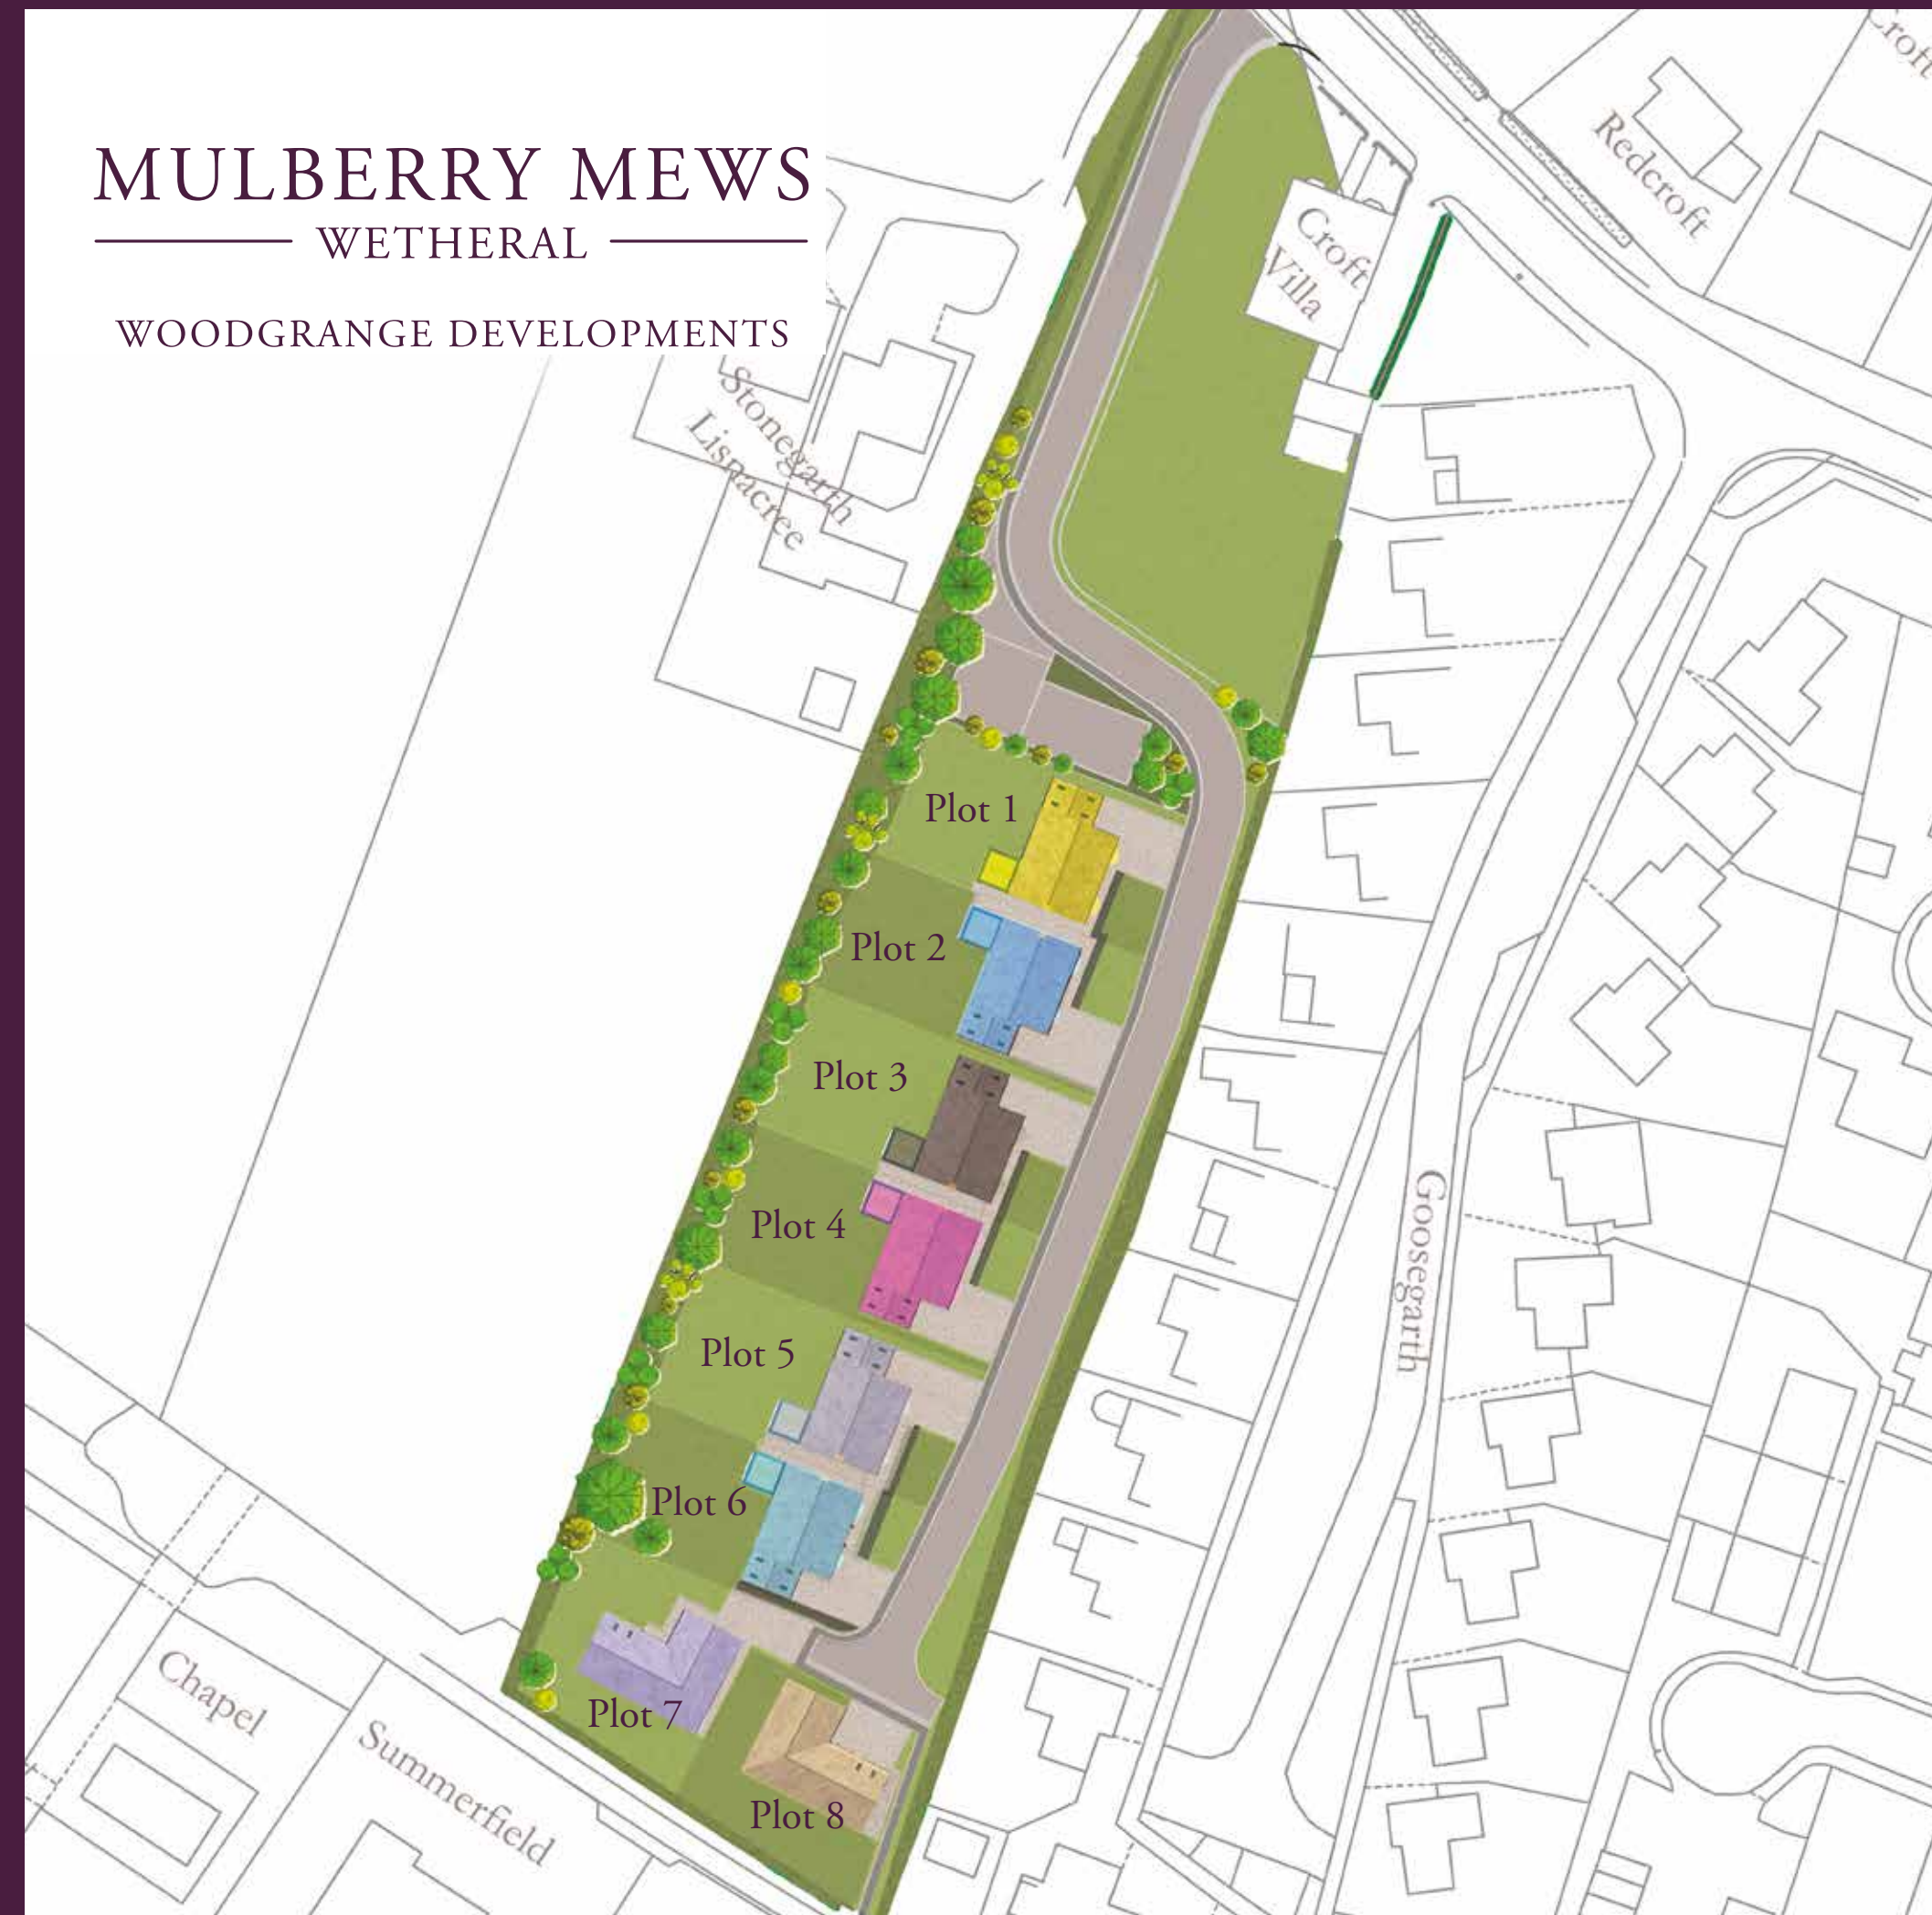 MULBERRY MEWS
WETHERAL
WOODGRANGE DEVELOPMENTS
Croft
Redcroft
Croft
Villa
Stonegarth
Lisnacree
Plot 1
Plot 2
Plot 3
Plot 4
Plot 5
Plot 6
Plot 7
Plot 8
Goosegarth
Chapel
Summerfield